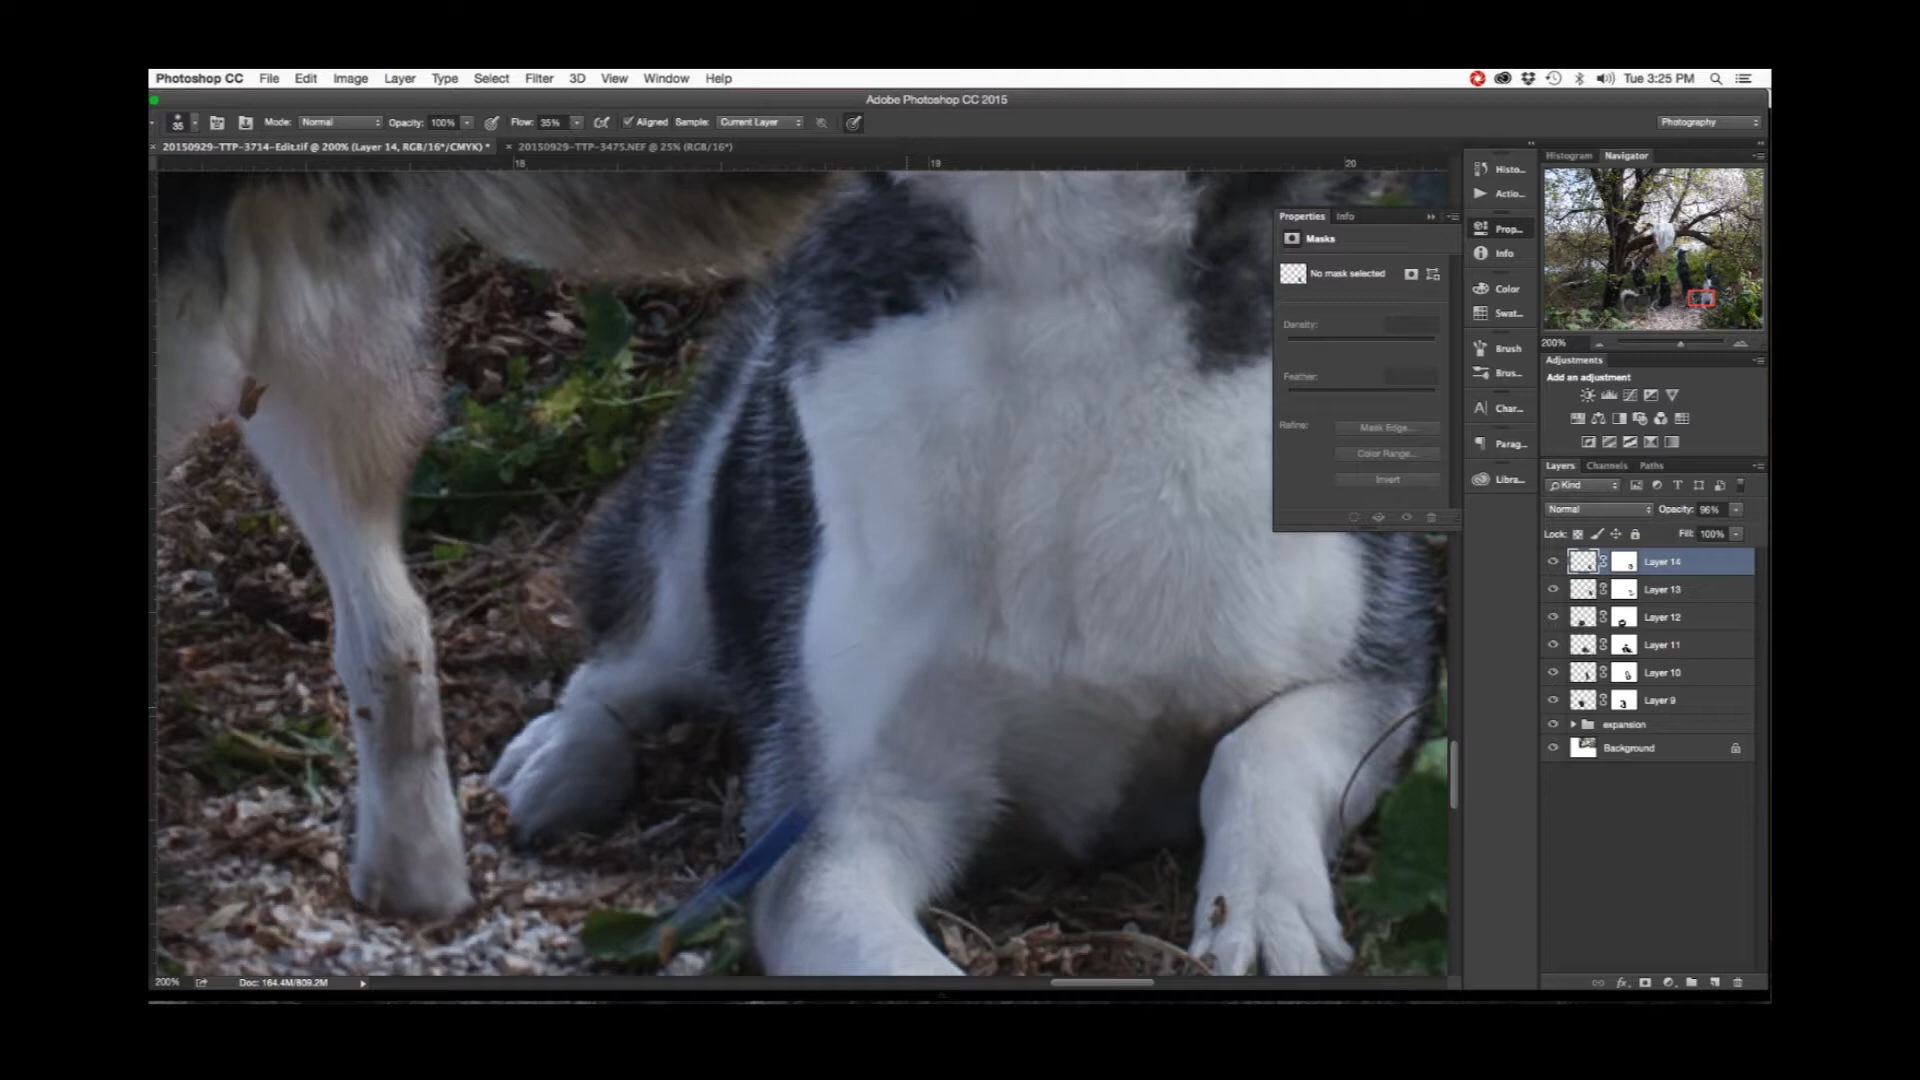 Photoshop CC File Edit Image Layer Type Select Filter 3D View Window Help Tue 3:25 PM
Adobe Photoshop CC 2015
35 Mode: Normal Opacity: 100% Flow: 35% Aligned Sample: Current Layer Photography
20150929-TTP-3714-Edit.tif @ 200% (Layer 14, RGB/16*/CMYK) * × 20150929-TTP-3475.NEF @ 25% (RGB/16*)
18 19 20
Histogram Navigator
Histo...
Actio...
Prop...
Info
Color
Swat...
Brush
Brus...
Char...
Parag...
Libra...
Properties Info
Masks
No mask selected
Density:
Feather:
Refine: Mask Edge...
Color Range...
Invert
200%
Adjustments
Add an adjustment
Layers Channels Paths
Kind
Normal Opacity: 96%
Lock: Fill: 100%
Layer 14
Layer 13
Layer 12
Layer 11
Layer 10
Layer 9
expansion
Background
200% Doc: 164.4M/809.2M
fx